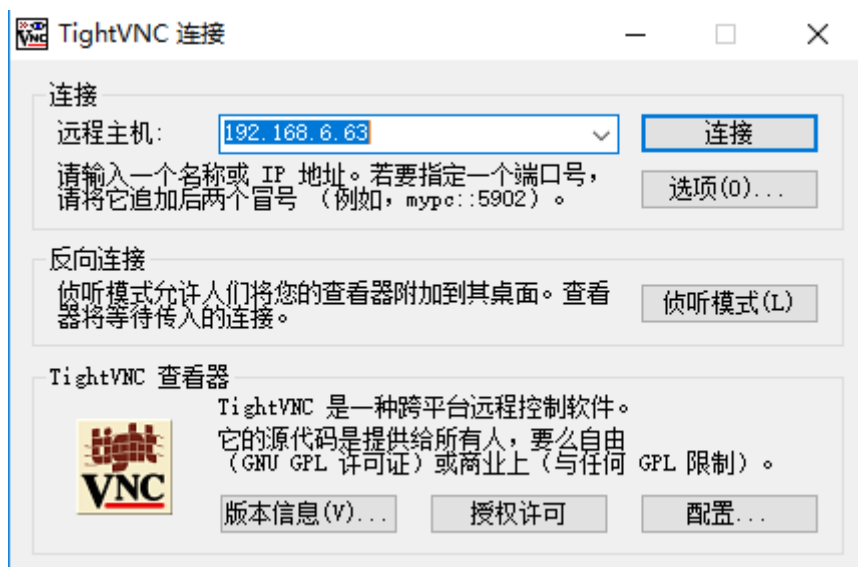 TightVNC 连接
连接
远程主机:
192.168.6.63
连接
请输入一个名称或 IP 地址。若要指定一个端口号，
请将它追加后两个冒号 （例如，mypc::5902）。
选项(O)...
反向连接
侦听模式允许人们将您的查看器附加到其桌面。查看
器将等待传入的连接。
侦听模式(L)
TightVNC 查看器
TightVNC 是一种跨平台远程控制软件。
它的源代码是提供给所有人，要么自由
（GNU GPL 许可证）或商业上（与任何 GPL 限制）。
tight
VNC
版本信息(V)...
授权许可
配置...